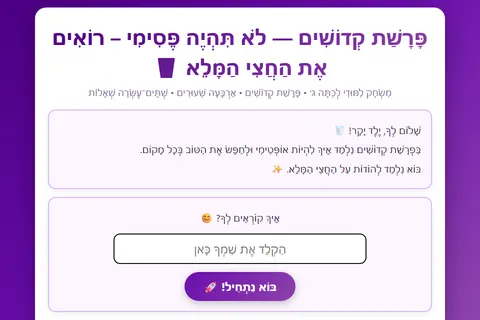 פָּרָשַׁת קְדוֹשִׁים — לֹא תִּהְיֶה פֶּסִימִי – רוֹאִים
אֶת הַחֲצִי הַמָּלֵא
מִשְׂחָק לִמּוּדִי לְכִתָּה ג׳ • פָּרָשַׁת קְדוֹשִׁים • אַרְבָּעָה שִׁעוּרִים • שְׁתֵּים־עֶשְׂרֵה שְׁאֵלוֹת
שָׁלוֹם לְךָ, יֶלֶד יָקָר! 🥛
בְּפָרָשַׁת קְדוֹשִׁים נִלְמַד אֵיךְ לִהְיוֹת אוֹפְּטִימִי וּלְחַפֵּשׂ אֶת הַטּוֹב בְּכָל מָקוֹם.
בּוֹא נִלְמַד לְהוֹדוֹת עַל הַחֲצִי הַמָּלֵא. ✨
אֵיךְ קוֹרְאִים לְךָ? 😊
הַקְלֵד אֶת שִׁמְךָ כָּאן
בּוֹא נַתְחִיל! 🚀